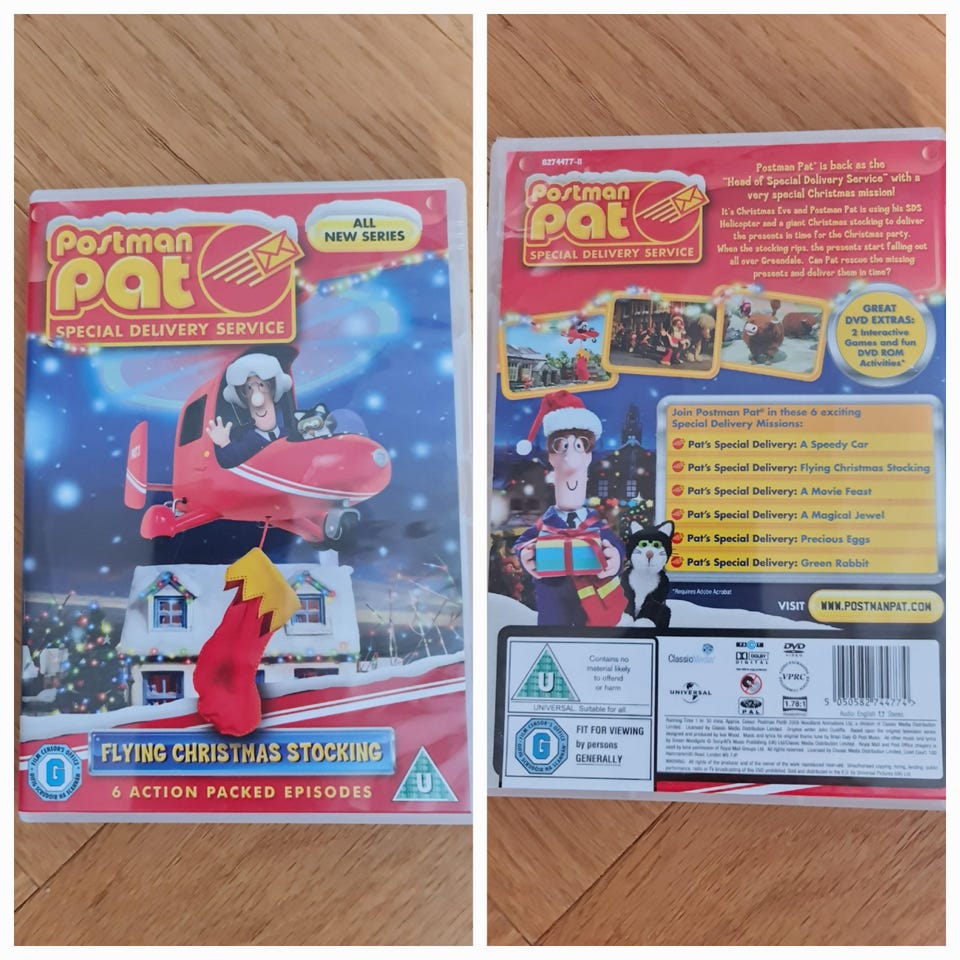 Postman
Pat
SPECIAL DELIVERY SERVICE
ALL
NEW SERIES
FLYING CHRISTMAS STOCKING
6 ACTION PACKED EPISODES
G
U
8274477-11
Postman
Pat
SPECIAL DELIVERY SERVICE
Postman Pat® is back as the
"Head of Special Delivery Service" with a
very special Christmas mission!
It's Christmas Eve and Postman Pat is using his SDS
Helicopter and a giant Christmas stocking to deliver
the presents in time for the Christmas party.
When the stocking rips, the presents start falling out
all over Greendale. Can Pat rescue the missing
presents and deliver them in time?
GREAT
DVD EXTRAS:
2 Interactive
Games and fun
DVD ROM
Activities*
Join Postman Pat® in these 6 exciting
Special Delivery Missions:
Pat's Special Delivery: A Speedy Car
Pat's Special Delivery: Flying Christmas Stocking
Pat's Special Delivery: A Movie Feast
Pat's Special Delivery: A Magical Jewel
Pat's Special Delivery: Precious Eggs
Pat's Special Delivery: Green Rabbit
*Requires Adobe Acrobat
VISIT WWW.POSTMANPAT.COM
U
Contains no
material likely
to offend
or harm
UNIVERSAL. Suitable for all.
G
FIT FOR VIEWING
by persons
GENERALLY
ClassicMedia
UNIVERSAL
FACT
DOLBY
DIGITAL
PAL
DVD
VIDEO
VPRC
1.78:1
5 050582 744774>
Audio: English